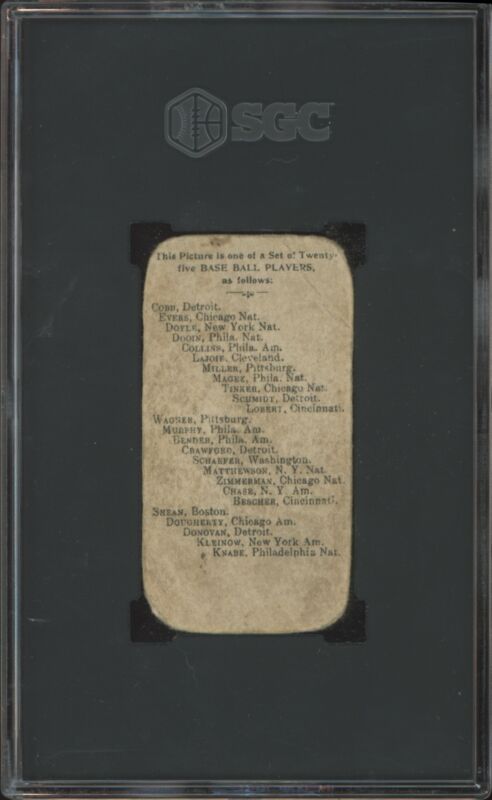 SGC
This Picture is one of a Set of Twenty-
five BASE BALL PLAYERS,
as follows:
COBB, Detroit.
EVERS, Chicago Nat.
DOYLE, New York Nat.
DOOIN, Phila. Nat.
COLLINS, Phila. Am.
LAJOIE, Cleveland.
MILLER, Pittsburg.
MAGEE, Phila. Nat.
TINKER, Chicago Nat.
SCHMIDT, Detroit.
LOBERT, Cincinnati.
WAGNER, Pittsburg.
MURPHY, Phila. Am.
BENDER, Phila. Am.
CRAWFORD, Detroit.
SCHAEFER, Washington.
MATTHEWSON, N. Y. Nat.
ZIMMERMAN, Chicago Nat.
CHASE, N. Y. Am.
BESCHER, Cincinnati.
SHEAN, Boston.
DOUGHERTY, Chicago Am.
DONOVAN, Detroit.
KLEINOW, New York Am.
KNABE, Philadelphia Nat.